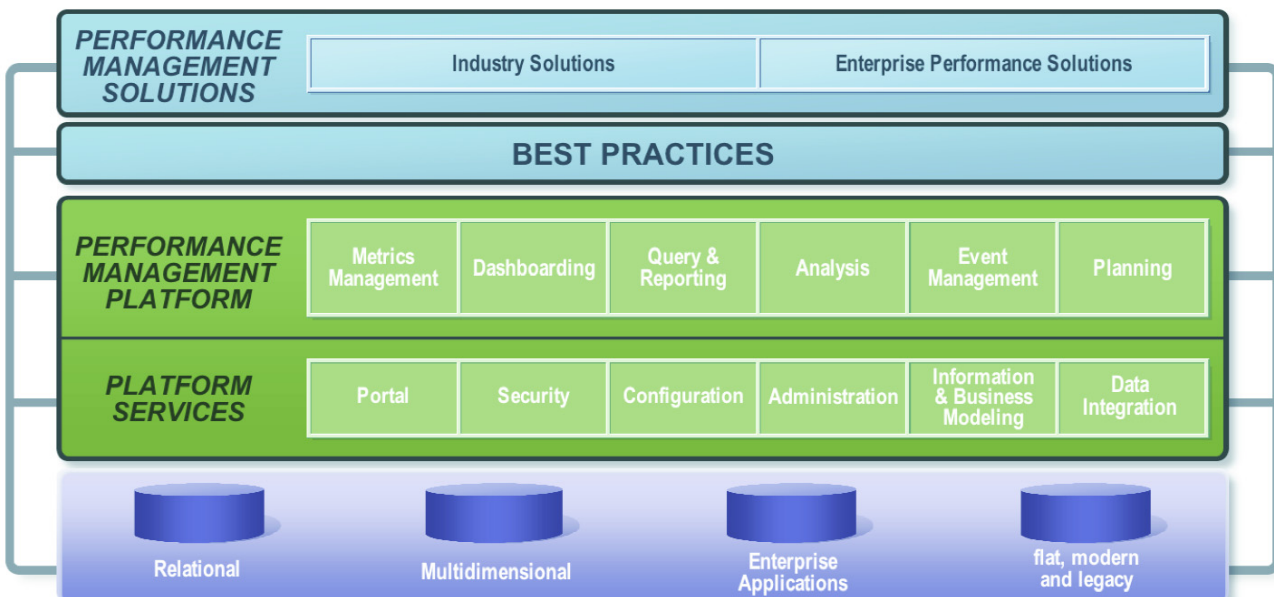 PERFORMANCE
MANAGEMENT
SOLUTIONS
Industry Solutions
Enterprise Performance Solutions
BEST PRACTICES
PERFORMANCE
MANAGEMENT
PLATFORM
Metrics
Management
Dashboarding
Query &
Reporting
Analysis
Event
Management
Planning
PLATFORM
SERVICES
Portal
Security
Configuration
Administration
Information
& Business
Modeling
Data
Integration
Relational
Multidimensional
Enterprise
Applications
flat, modern
and legacy